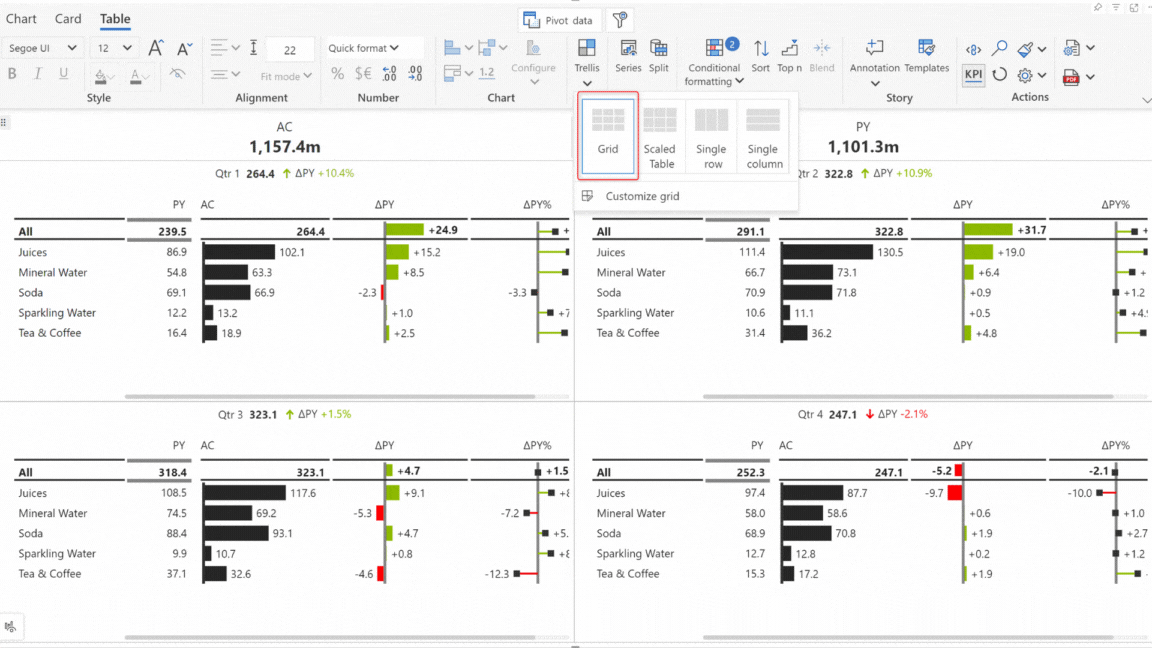 Chart Card Table
Pivot data
Segoe UI 12 A A 22 Quick format
B I U A Fit mode % $€ .00 .00 1.2 Configure Trellis Series Split Conditional formatting 2 Sort Top n Blend Annotation Templates KPI PDF
Style Alignment Number Chart Story Actions
Grid Scaled Table Single row Single column
Customize grid
AC PY
1,157.4m 1,101.3m
Qtr 1 264.4 ΔPY +10.4%
PY AC ΔPY ΔPY%
All 239.5 264.4 +24.9 +
Juices 86.9 102.1 +15.2
Mineral Water 54.8 63.3 +8.5
Soda 69.1 66.9 -2.3 -3.3
Sparkling Water 12.2 13.2 +1.0 +7
Tea & Coffee 16.4 18.9 +2.5
tr 2 322.8 ΔPY +10.9%
ΔPY ΔPY%
All 291.1 322.8 +31.7 +
Juices 111.4 130.5 +19.0
Mineral Water 66.7 73.1 +6.4 +
Soda 70.9 71.8 +0.9 +1.2
Sparkling Water 10.6 11.1 +0.5 +4.
Tea & Coffee 31.4 36.2 +4.8
Qtr 3 323.1 ΔPY +1.5%
PY AC ΔPY ΔPY%
All 318.4 323.1 +4.7 +1.5
Juices 108.5 117.6 +9.1 +8
Mineral Water 74.5 69.2 -5.3 -7.2
Soda 88.4 93.1 +4.7 +5.
Sparkling Water 9.9 10.7 +0.8 +8
Tea & Coffee 37.1 32.6 -4.6 -12.3
Qtr 4 247.1 ΔPY -2.1%
PY AC ΔPY ΔPY%
All 252.3 247.1 -5.2 -2.1
Juices 97.4 87.7 -9.7 -10.0
Mineral Water 58.0 58.6 +0.6 +1.0
Soda 68.9 70.8 +1.9 +2.7
Sparkling Water 12.7 12.8 +0.2 +1.2
Tea & Coffee 15.3 17.2 +1.9